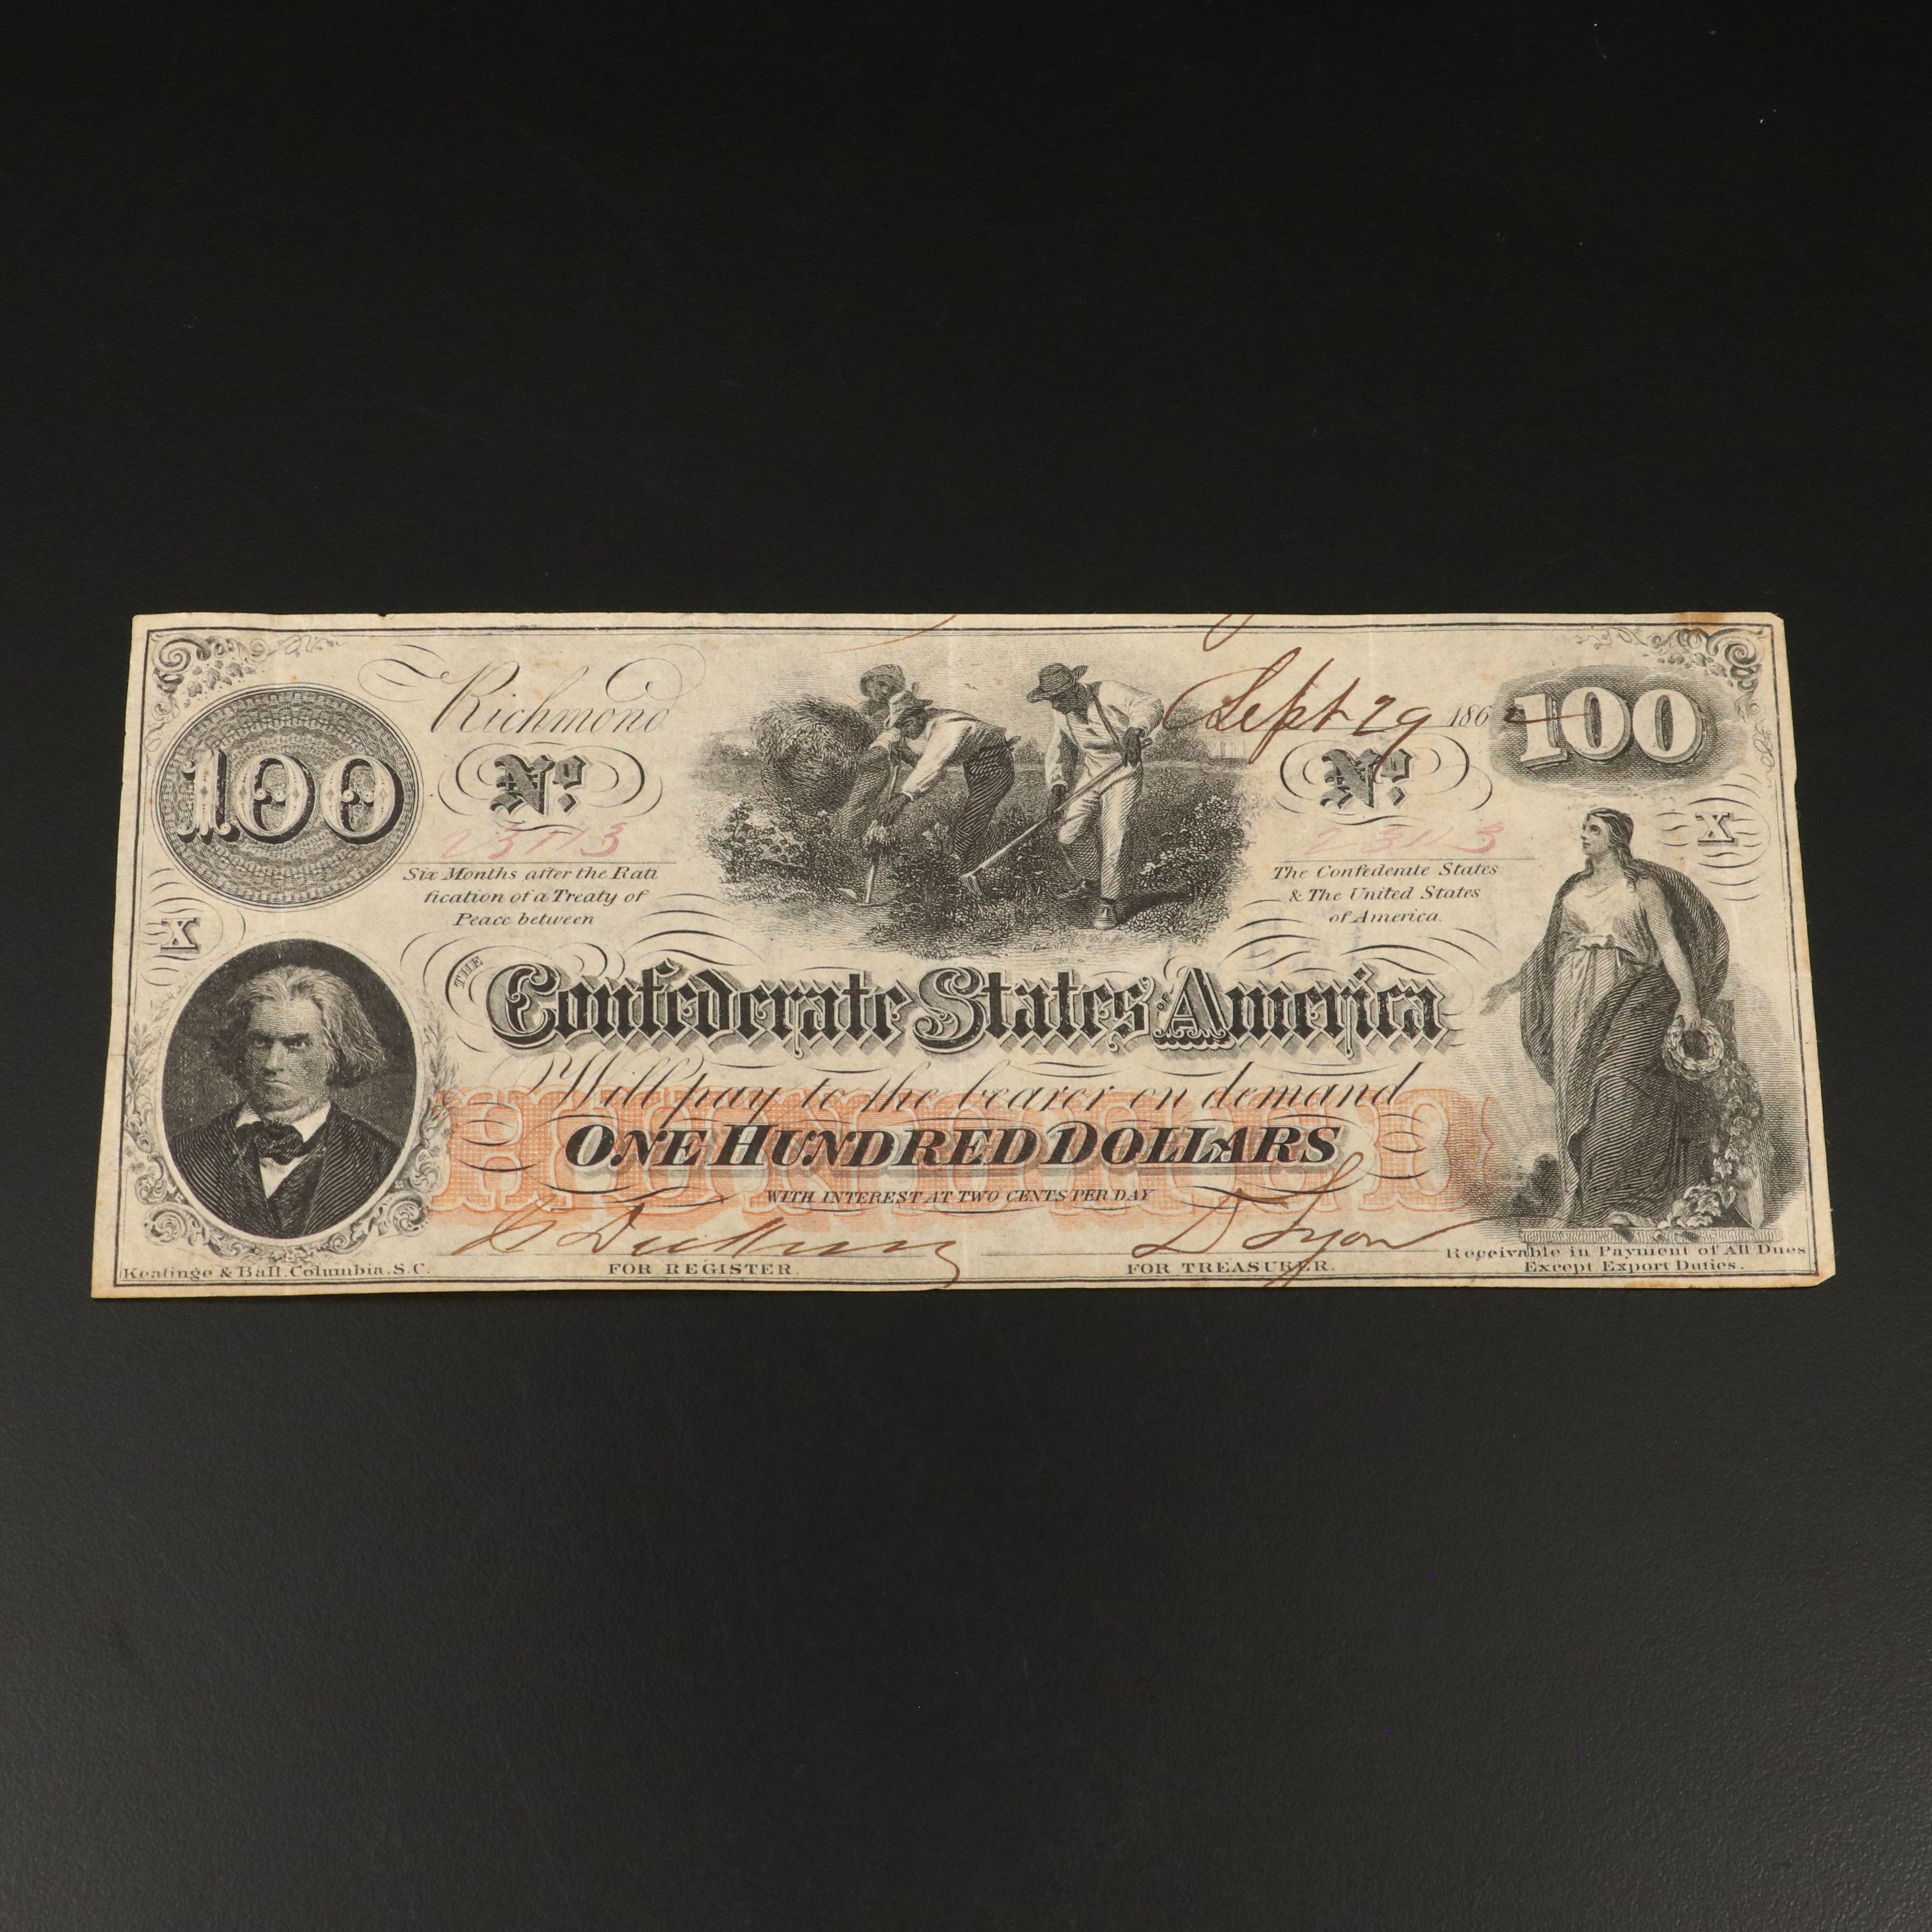 Richmond Sept 29 1862
100 100
No. No.
X
23113 23113
Six Months after the Rati
fication of a Treaty of
Peace between
The Confederate States
& The United States
of America
X
THE Confederate States OF America
Will pay to the bearer on demand
HUNDRED
ONE HUNDRED DOLLARS
WITH INTEREST AT TWO CENTS PER DAY
Keatinge & Ball, Columbia, S.C.
FOR REGISTER.
FOR TREASURER.
Receivable in Payment of All Dues
Except Export Duties.